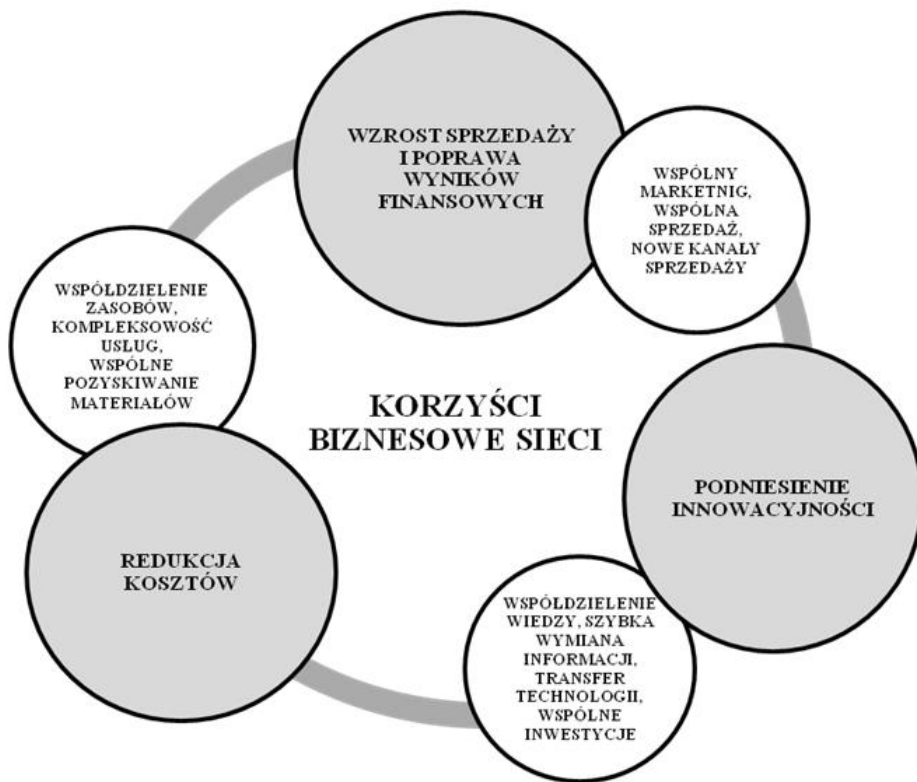 WZROST SPRZEDAŻY
I POPRAWA
WYNIKÓW
FINANSOWYCH
WSPÓLNY
MARKETNIG,
WSPÓLNA
SPRZEDAŻ,
NOWE KANAŁY
SPRZEDAŻY
WSPÓŁDZIELENIE
ZASOBÓW,
KOMPLEKSOWOŚĆ
USŁUG,
WSPÓLNE
POZYSKIWANIE
MATERIAŁÓW
KORZYŚCI
BIZNESOWE SIECI
PODNIESIENIE
INNOWACYJNOŚCI
REDUKCJA
KOSZTÓW
WSPÓŁDZIELENIE
WIEDZY, SZYBKA
WYMIANA
INFORMACJI,
TRANSFER
TECHNOLOGII,
WSPÓLNE
INWESTYCJE